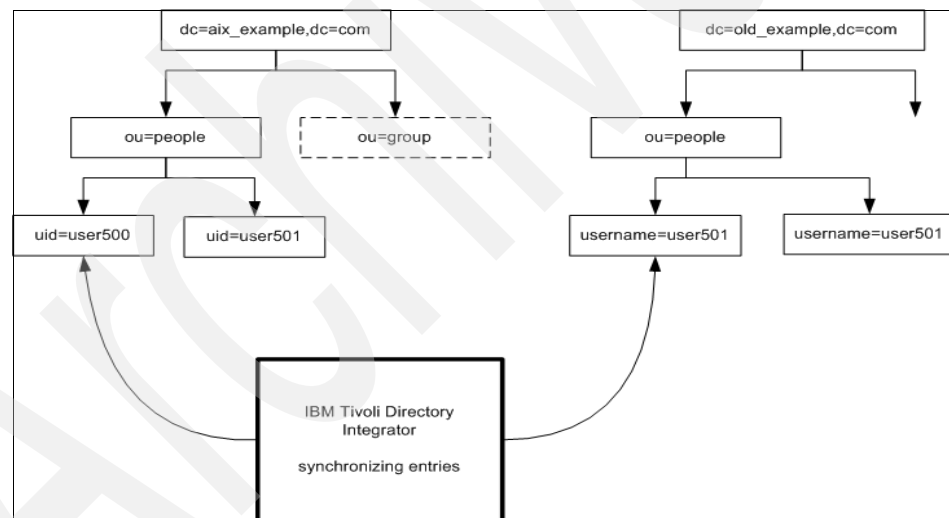 dc=aix_example,dc=com
dc=old_example,dc=com
ou=people
ou=group
ou=people
uid=user500
uid=user501
username=user501
username=user501
IBM Tivoli Directory
Integrator
synchronizing entries